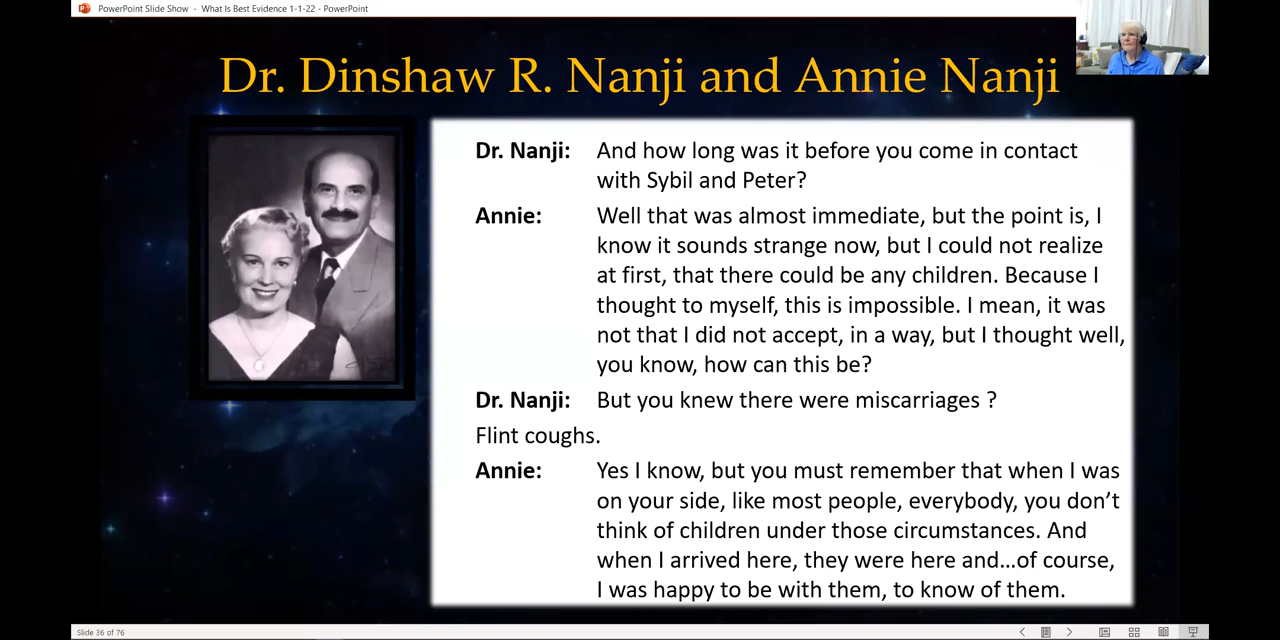 PowerPoint Slide Show - What Is Best Evidence 1-1-22 - PowerPoint
Dr. Dinshaw R. Nanji and Annie Nanji
Dr. Nanji: And how long was it before you come in contact
with Sybil and Peter?
Annie: Well that was almost immediate, but the point is, I
know it sounds strange now, but I could not realize
at first, that there could be any children. Because I
thought to myself, this is impossible. I mean, it was
not that I did not accept, in a way, but I thought well,
you know, how can this be?
Dr. Nanji: But you knew there were miscarriages ?
Flint coughs.
Annie: Yes I know, but you must remember that when I was
on your side, like most people, everybody, you don’t
think of children under those circumstances. And
when I arrived here, they were here and...of course,
I was happy to be with them, to know of them.
Slide 36 of 76